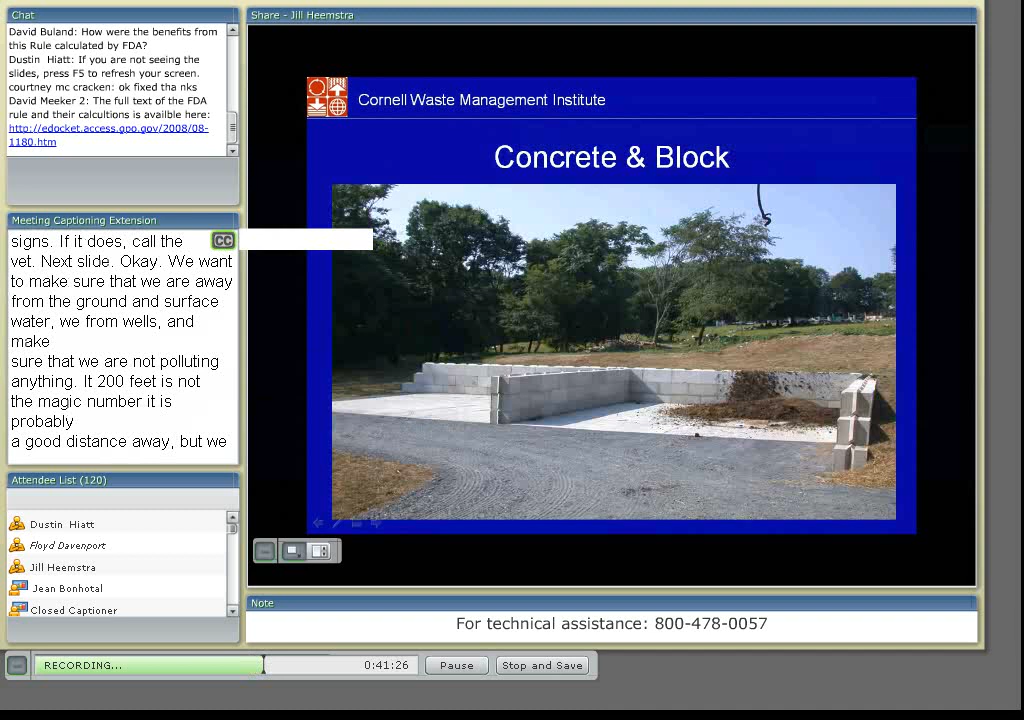 Chat
David Buland: How were the benefits from
this Rule calculated by FDA?
Dustin Hiatt: If you are not seeing the
slides, press F5 to refresh your screen.
courtney mc cracken: ok fixed tha nks
David Meeker 2: The full text of the FDA
rule and their calcultions is availble here:
http://edocket.access.gpo.gov/2008/08-
1180.htm
Meeting Captioning Extension
CC
signs. If it does, call the
vet. Next slide. Okay. We want
to make sure that we are away
from the ground and surface
water, we from wells, and
make
sure that we are not polluting
anything. It 200 feet is not
the magic number it is
probably
a good distance away, but we
Attendee List (120)
Dustin Hiatt
Floyd Davenport
Jill Heemstra
Jean Bonhotal
Closed Captioner
Share - Jill Heemstra
Cornell Waste Management Institute
Concrete & Block
Note
For technical assistance: 800-478-0057
RECORDING...
0:41:26
Pause
Stop and Save